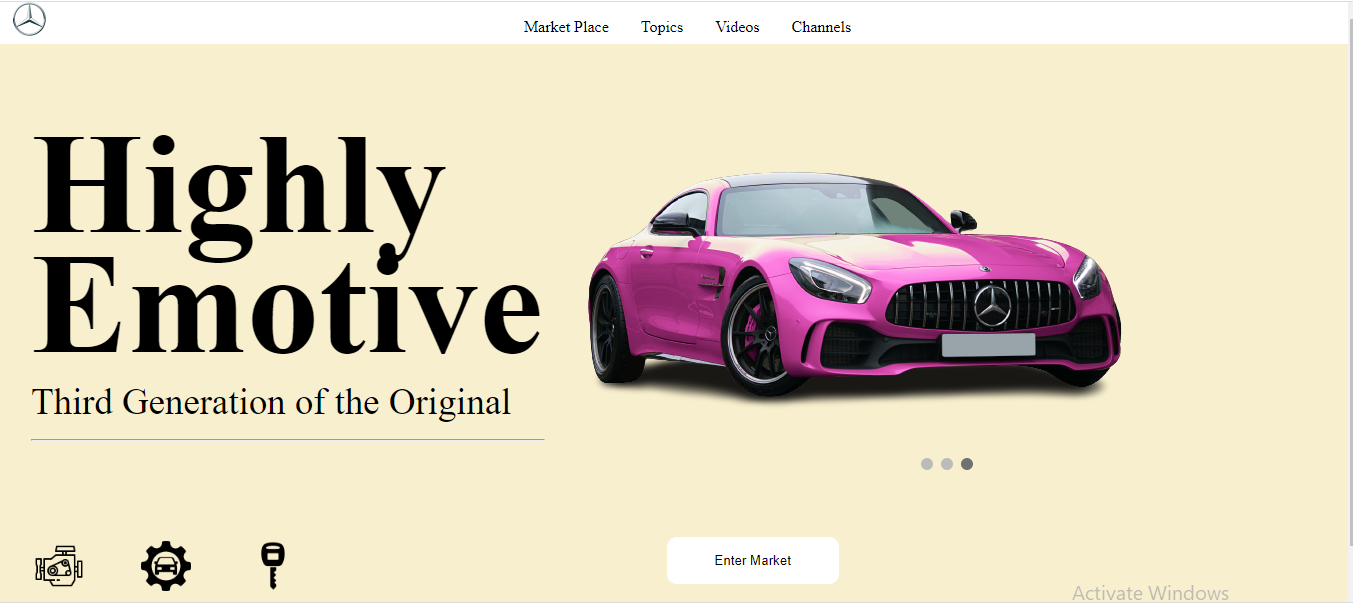 Market Place Topics Videos Channels
Highly
Emotive
Third Generation of the Original
Enter Market
Activate Windows